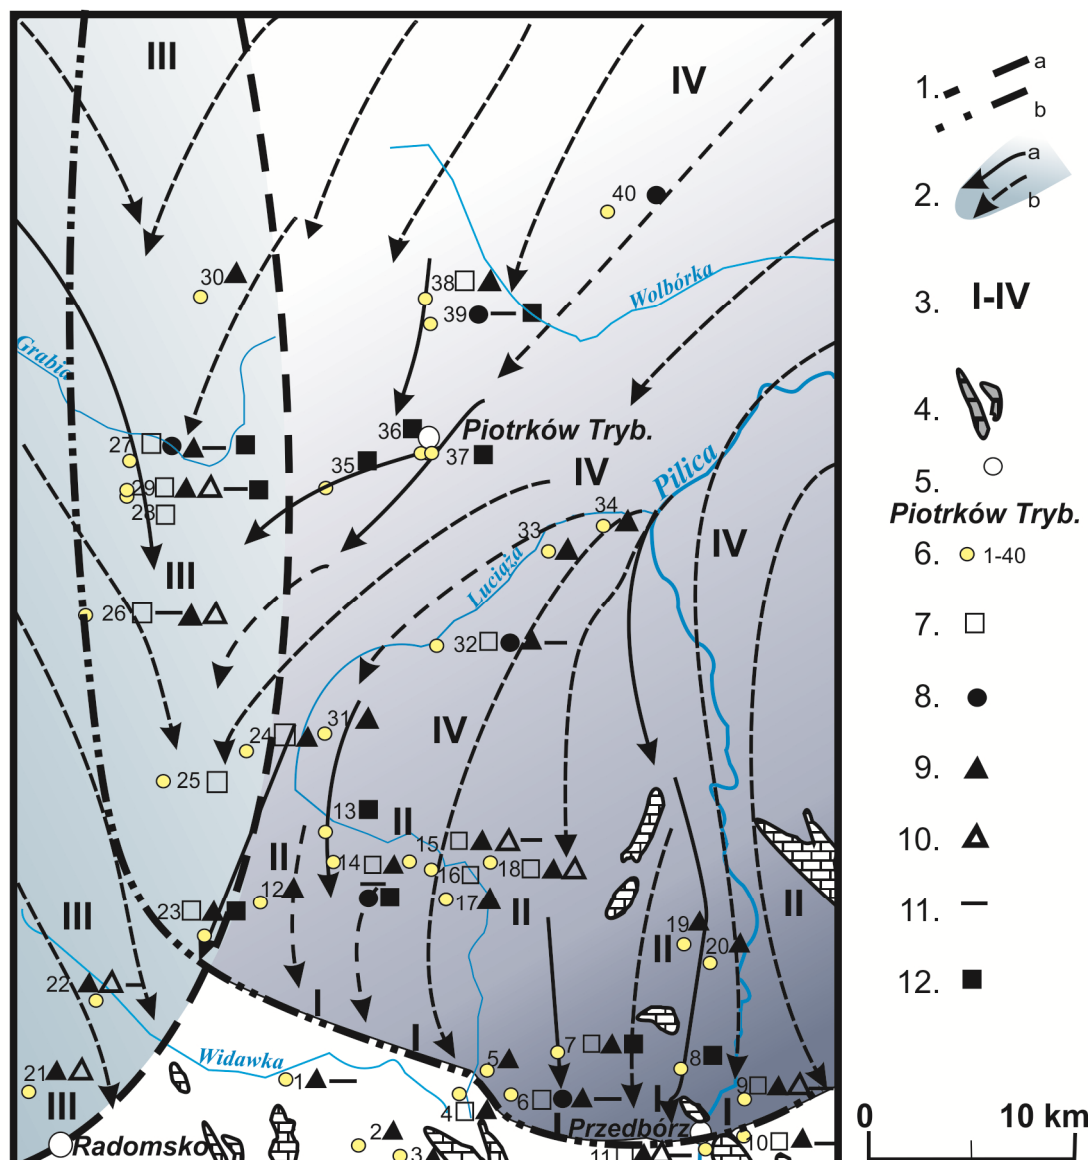 III
IV
40
30
38
39
Wolbórka
Grabia
36
Piotrków Tryb.
27
35
37
IV
29
28
Pilica
34
33
IV
III
Luciąża
26
32
31
IV
24
25
13
II
15
II
14
16
18
12
17
II
II
23
III
19
II
20
22
I
I
7
8
Widawka
5
21
1
6
9
III
4
I
I
I
Przedbórz
Radomsko
2
3
10
11
1.
a
b
2.
a
b
3.
I-IV
4.
5.
Piotrków Tryb.
6.
1-40
7.
8.
9.
10.
11.
12.
0
10 km